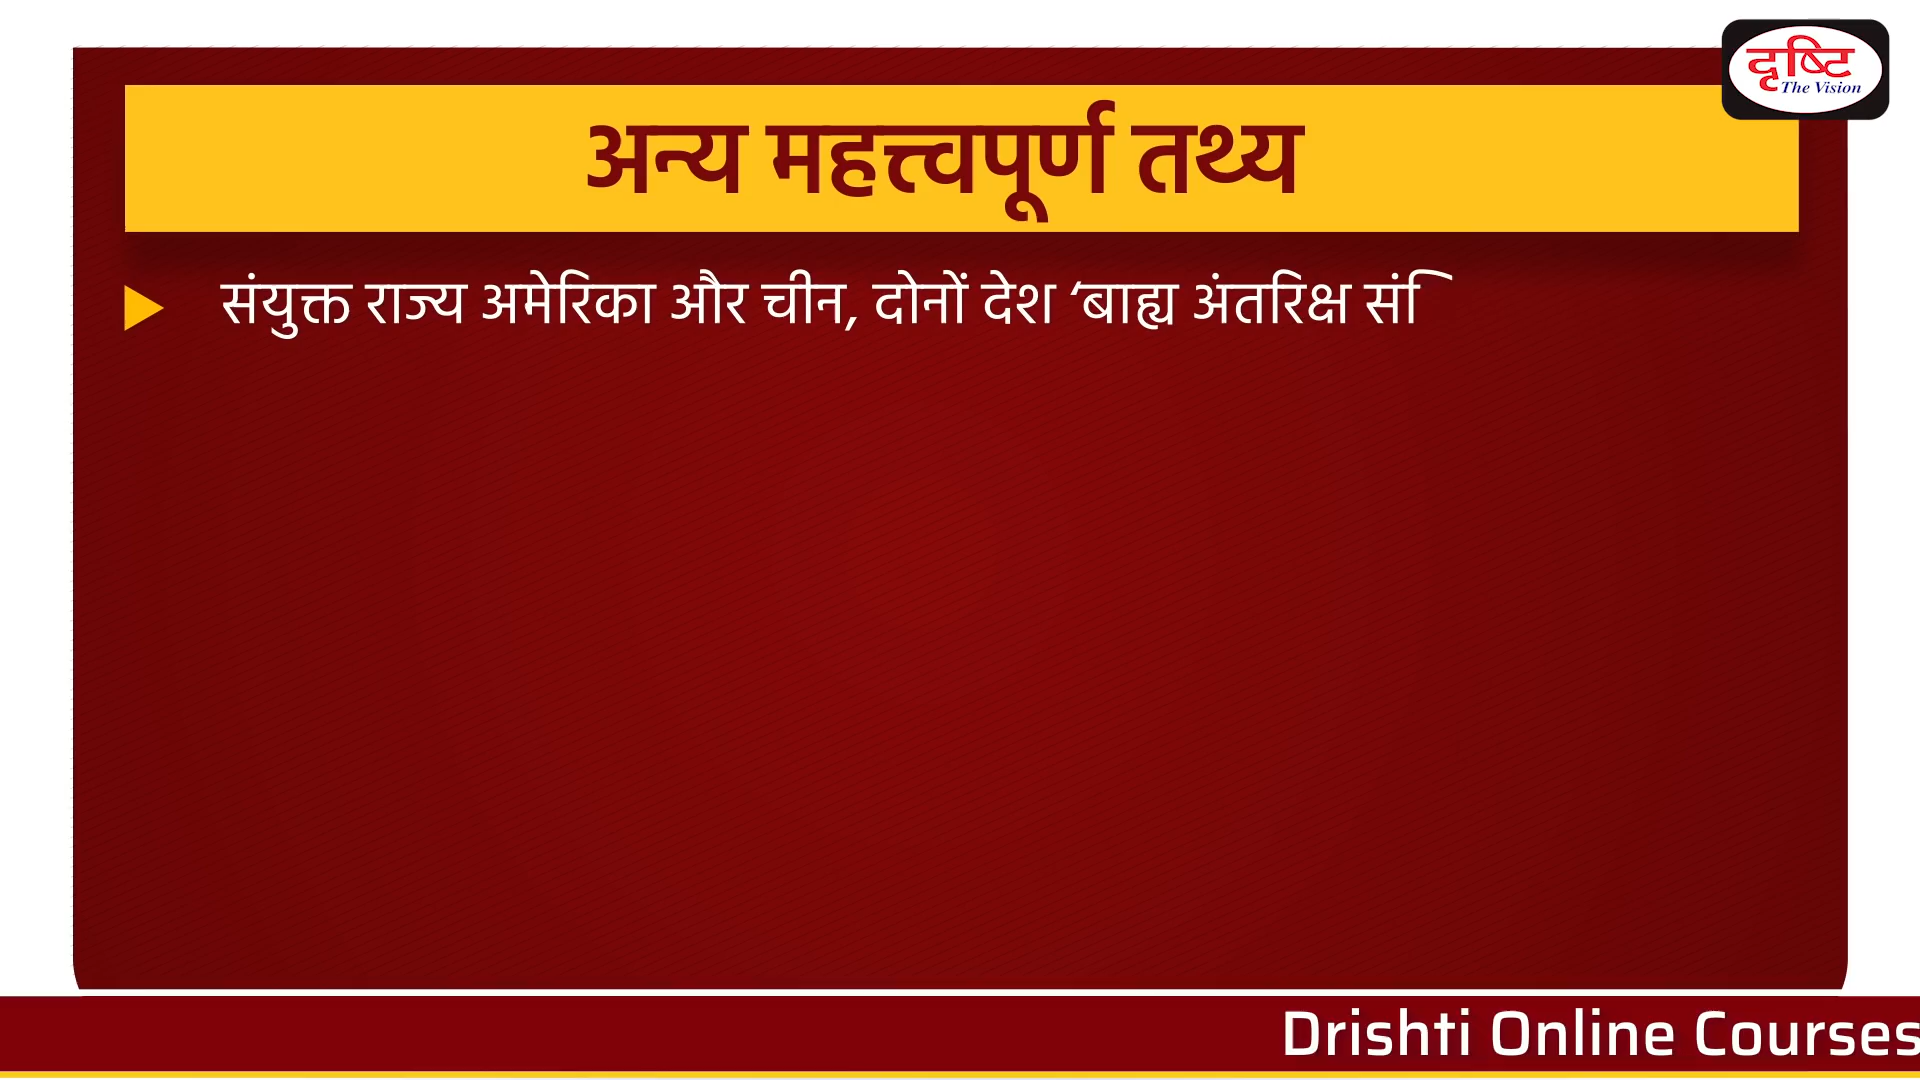 दृष्टि
The Vision
अन्य महत्त्वपूर्ण तथ्य
संयुक्त राज्य अमेरिका और चीन, दोनों देश ‘बाह्य अंतरिक्ष संि
Drishti Online Courses